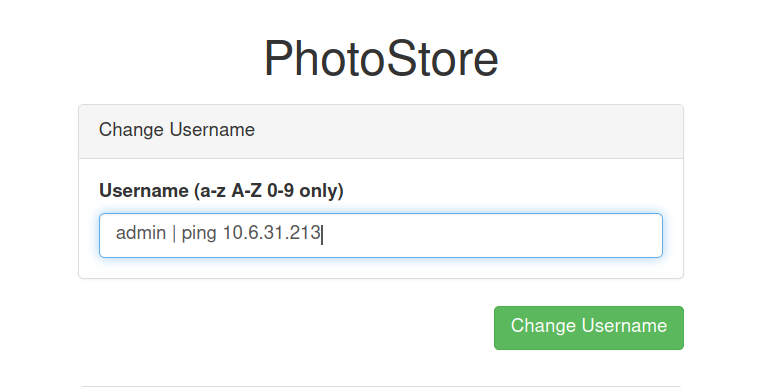 PhotoStore
Change Username
Username (a-z A-Z 0-9 only)
admin | ping 10.6.31.213
Change Username